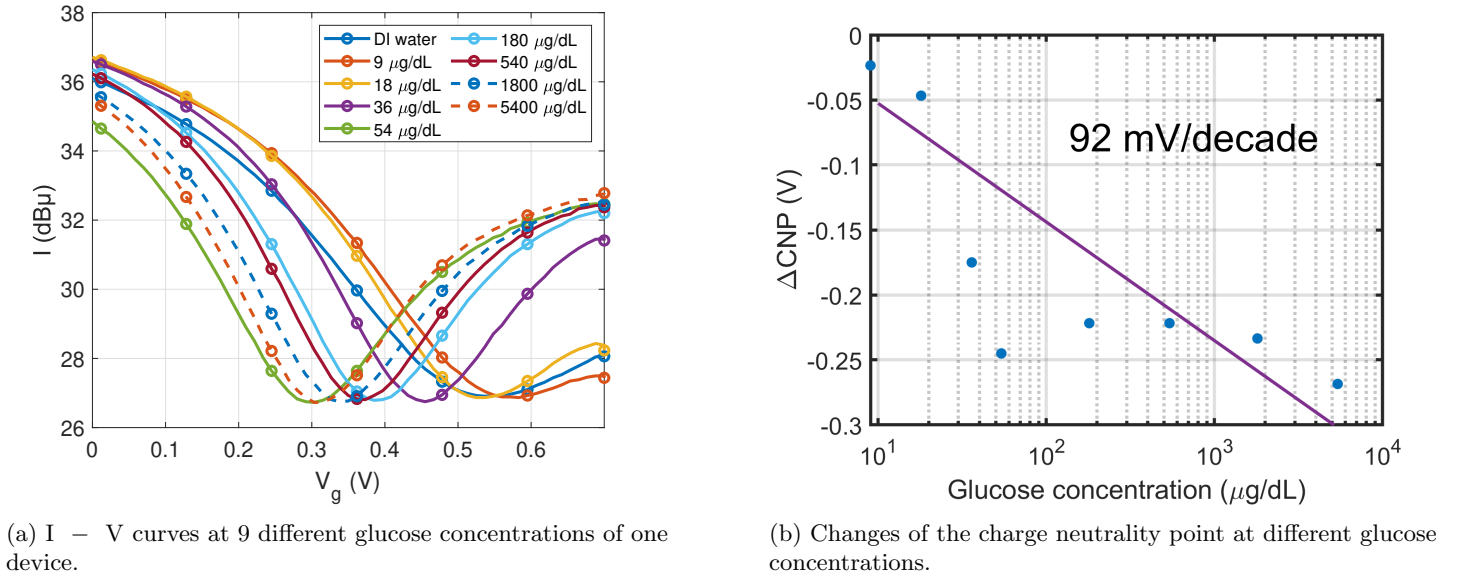 38
36
34
32
30
28
26
I (dBμ)
0
0.1
0.2
0.3
0.4
0.5
0.6
V_g (V)
DI water
9 μg/dL
18 μg/dL
36 μg/dL
54 μg/dL
180 μg/dL
540 μg/dL
1800 μg/dL
5400 μg/dL
(a) I − V curves at 9 different glucose concentrations of one
device.
0
-0.05
-0.1
-0.15
-0.2
-0.25
-0.3
ΔCNP (V)
92 mV/decade
10^1
10^2
10^3
10^4
Glucose concentration (μg/dL)
(b) Changes of the charge neutrality point at different glucose
concentrations.